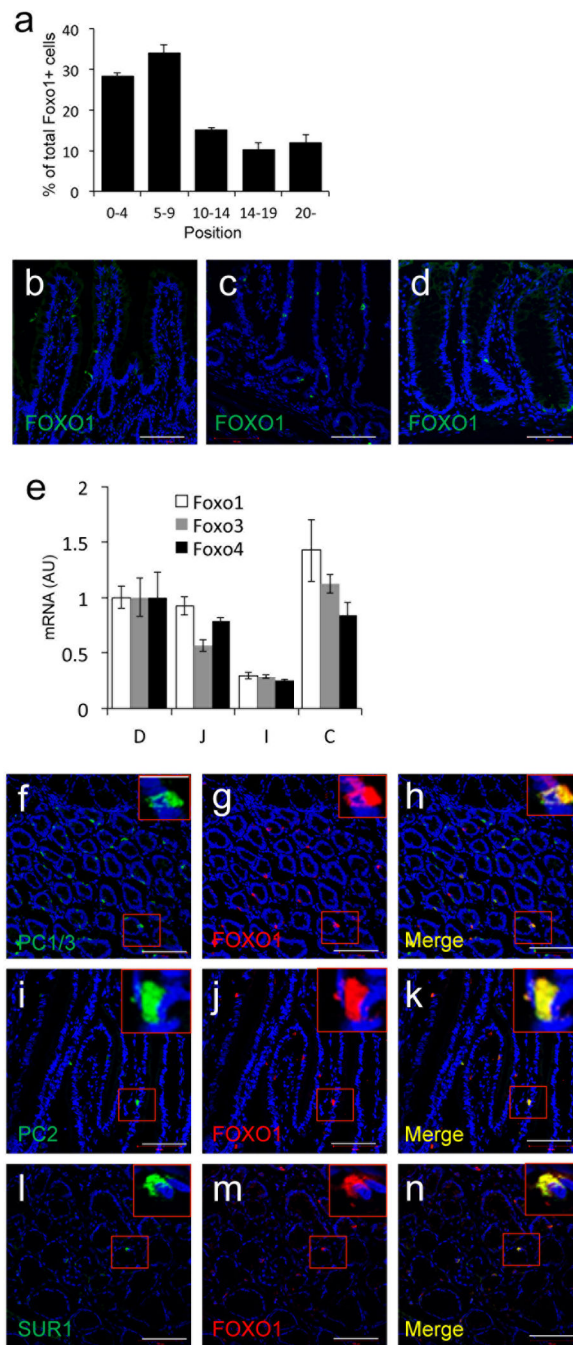 a
% of total Foxo1+ cells
40
30
20
10
0
0-4 5-9 10-14 14-19 20-
Position
b
FOXO1
c
FOXO1
d
FOXO1
e
mRNA (AU)
2
1.5
1
0.5
0
Foxo1
Foxo3
Foxo4
D J I C
f
PC1/3
g
FOXO1
h
Merge
i
PC2
j
FOXO1
k
Merge
l
SUR1
m
FOXO1
n
Merge